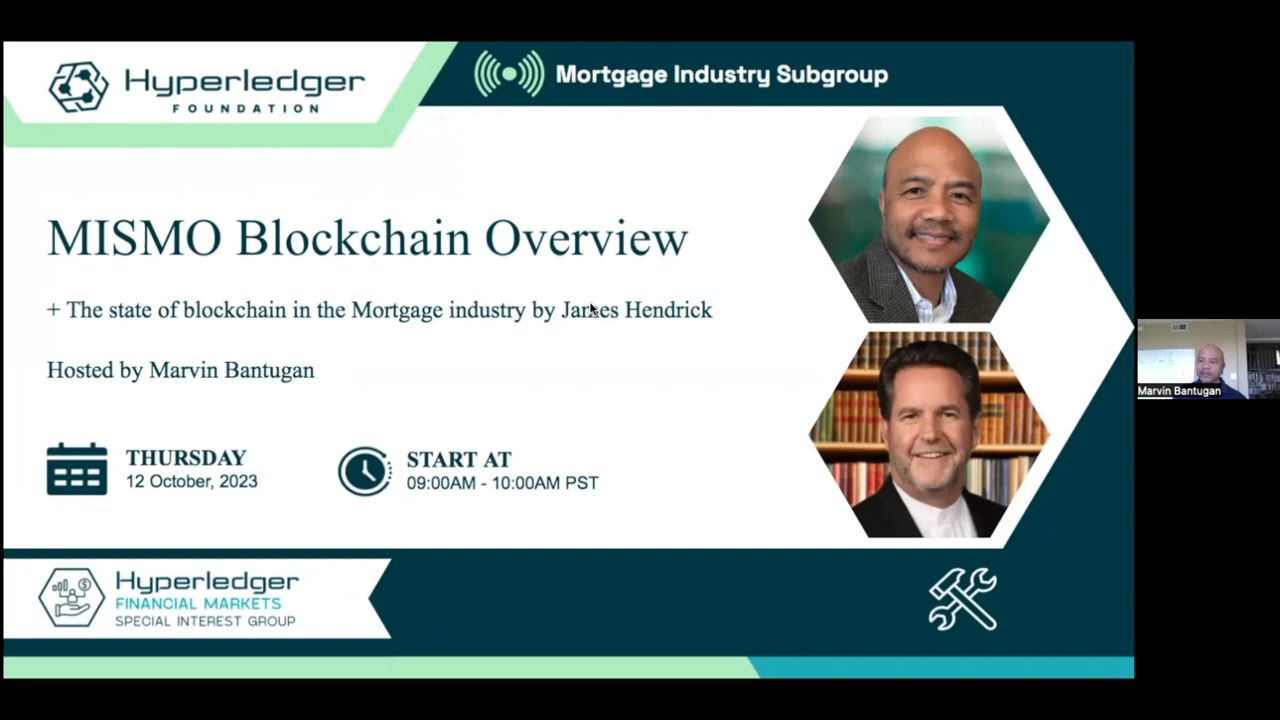 Hyperledger
FOUNDATION
Mortgage Industry Subgroup
MISMO Blockchain Overview
+ The state of blockchain in the Mortgage industry by James Hendrick
Hosted by Marvin Bantugan
THURSDAY
12 October, 2023
START AT
09:00AM - 10:00AM PST
Marvin Bantugan
Hyperledger
FINANCIAL MARKETS
SPECIAL INTEREST GROUP